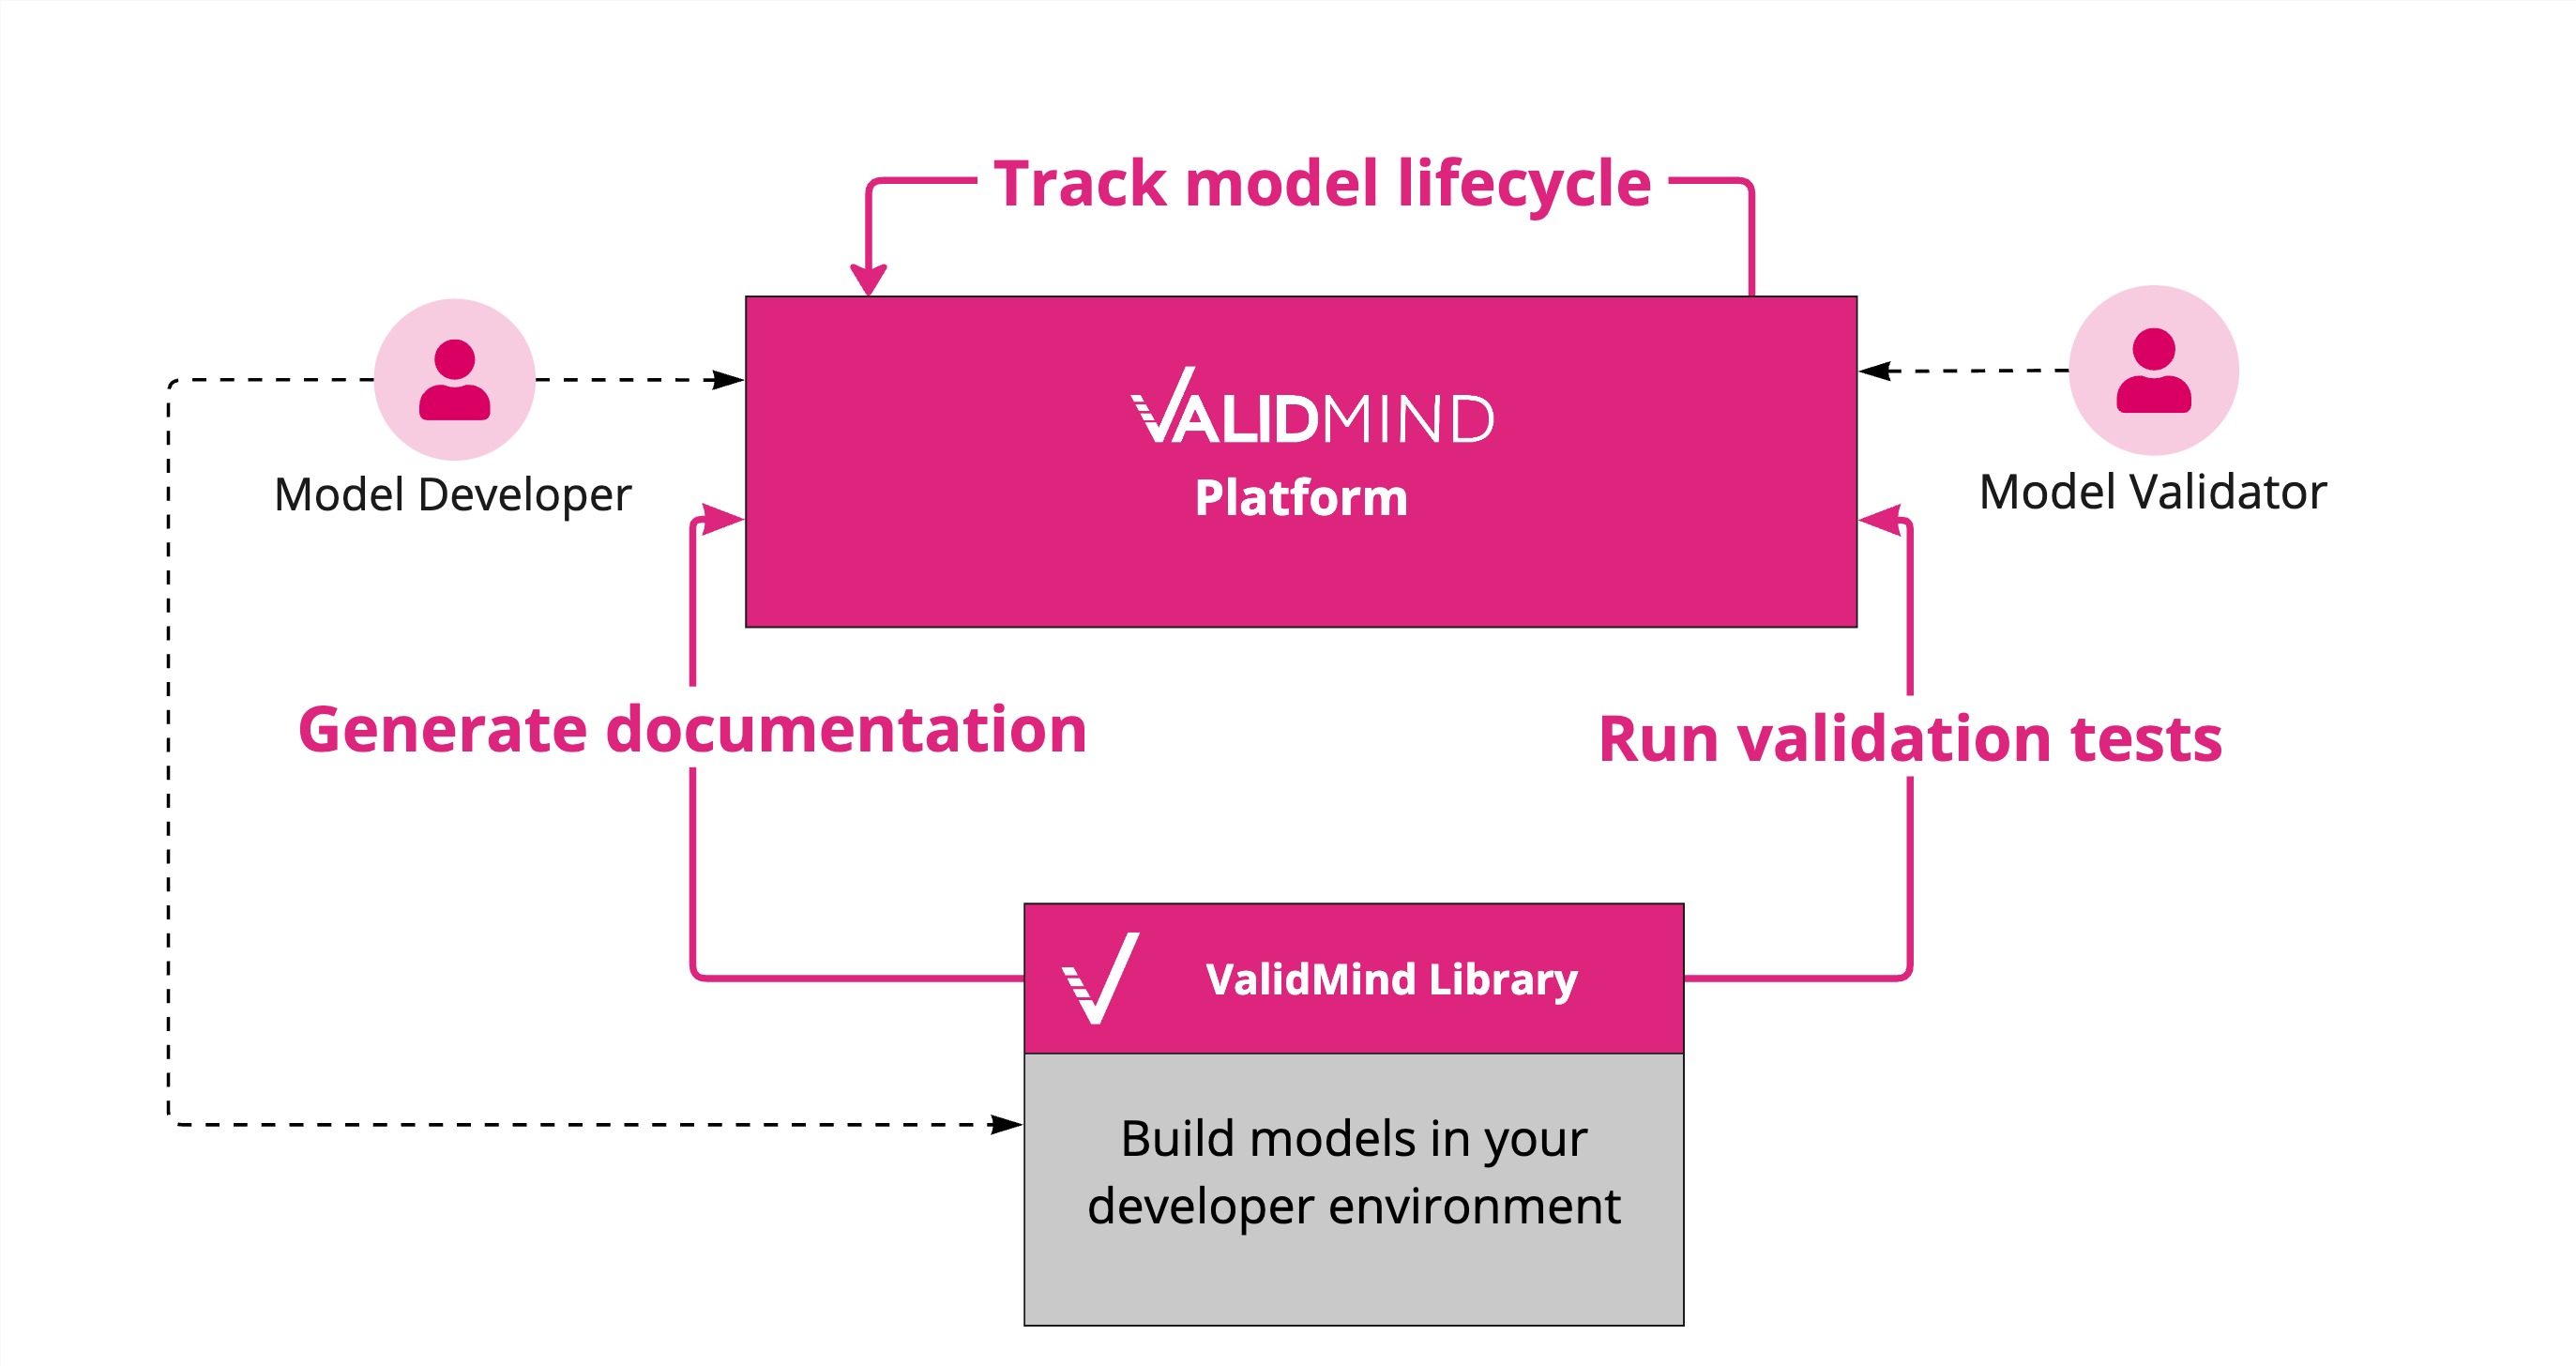 Track model lifecycle
VALIDMIND
Platform
Model Developer
Model Validator
Generate documentation
Run validation tests
ValidMind Library
Build models in your
developer environment